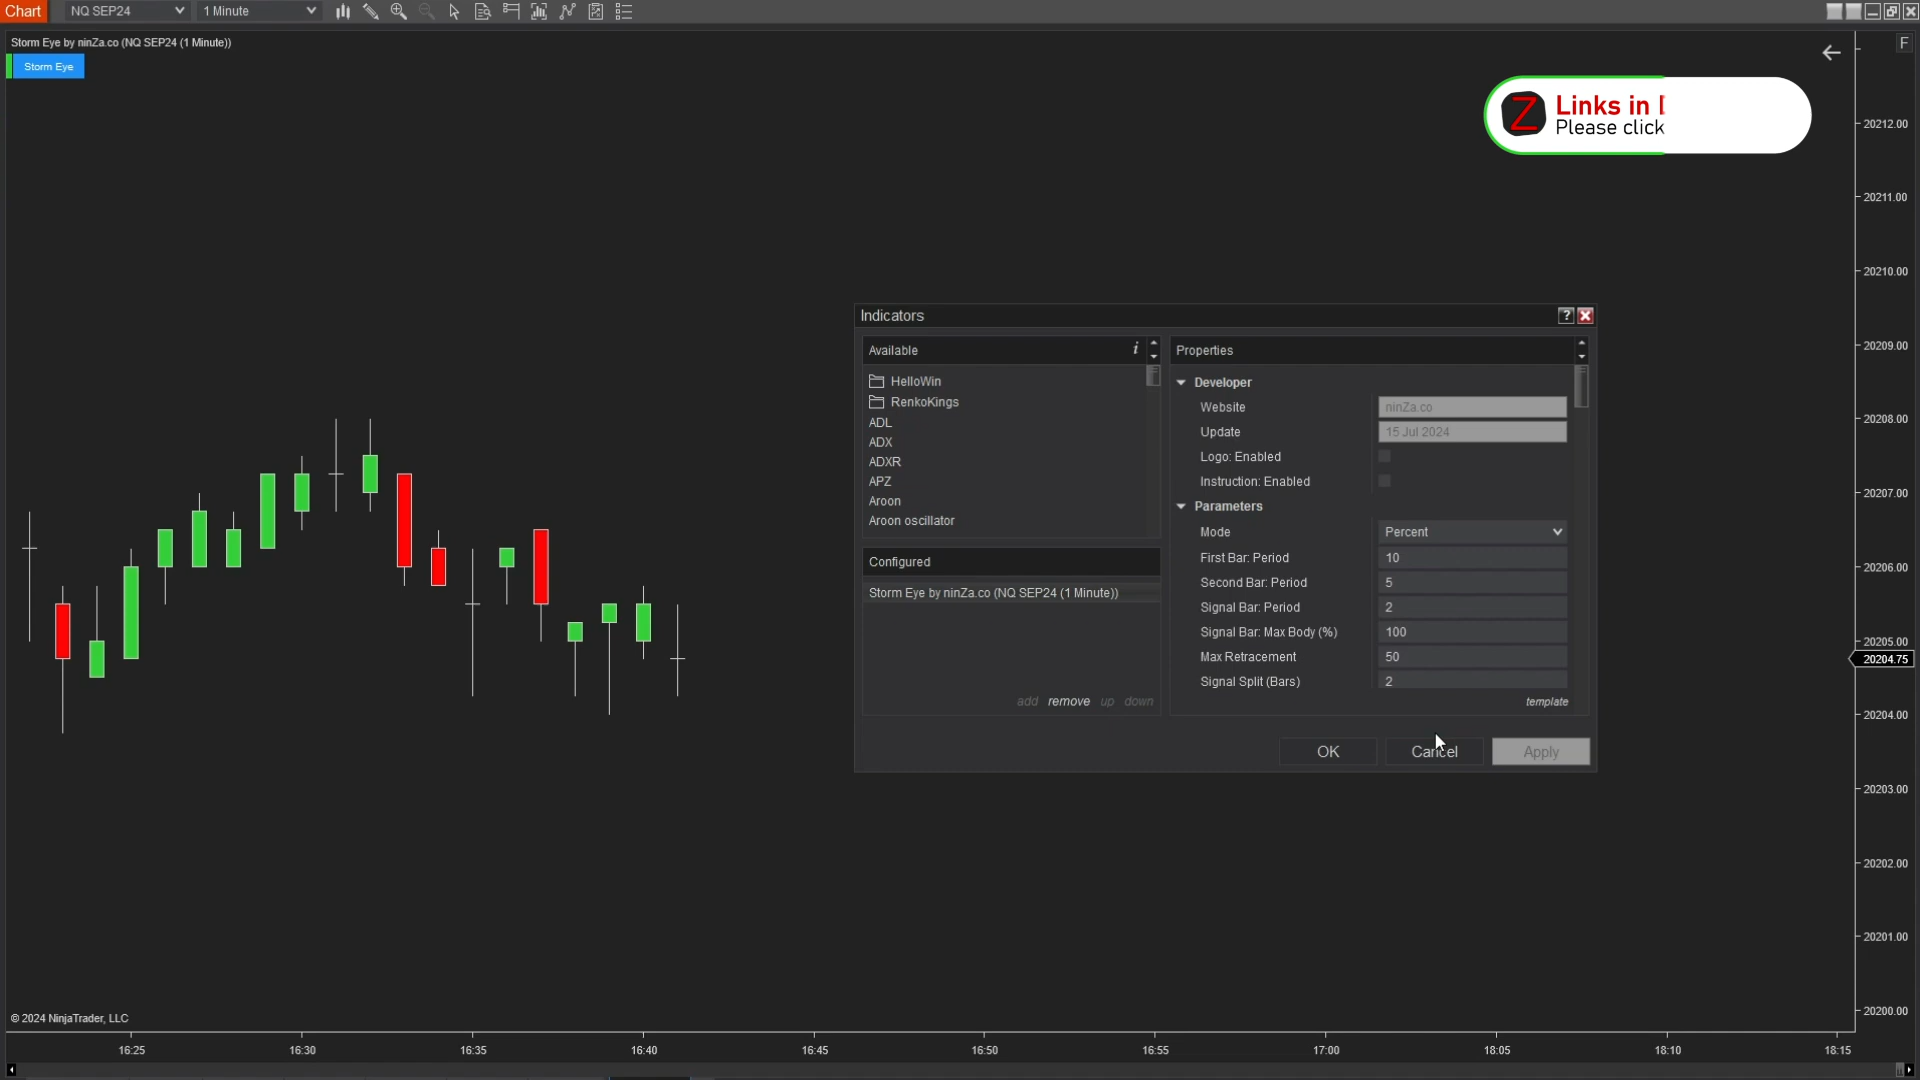 Chart NQ SEP24 1 Minute
Storm Eye by ninZa.co (NQ SEP24 (1 Minute))
F
Storm Eye
Z
Links in
Please click
20212.00
20211.00
20210.00
20209.00
20208.00
20207.00
20206.00
20205.00
20204.75
20204.00
20203.00
20202.00
20201.00
20200.00
Indicators
?
Available i
HelloWin
RenkoKings
ADL
ADX
ADXR
APZ
Aroon
Aroon oscillator
Configured
Storm Eye by ninZa.co (NQ SEP24 (1 Minute))
add remove up down
Properties
Developer
Website ninZa.co
Update 15 Jul 2024
Logo: Enabled
Instruction: Enabled
Parameters
Mode Percent
First Bar: Period 10
Second Bar: Period 5
Signal Bar: Period 2
Signal Bar: Max Body (%) 100
Max Retracement 50
Signal Split (Bars) 2
template
OK Cancel Apply
© 2024 NinjaTrader, LLC
16:25 16:30 16:35 16:40 16:45 16:50 16:55 17:00 18:05 18:10 18:15